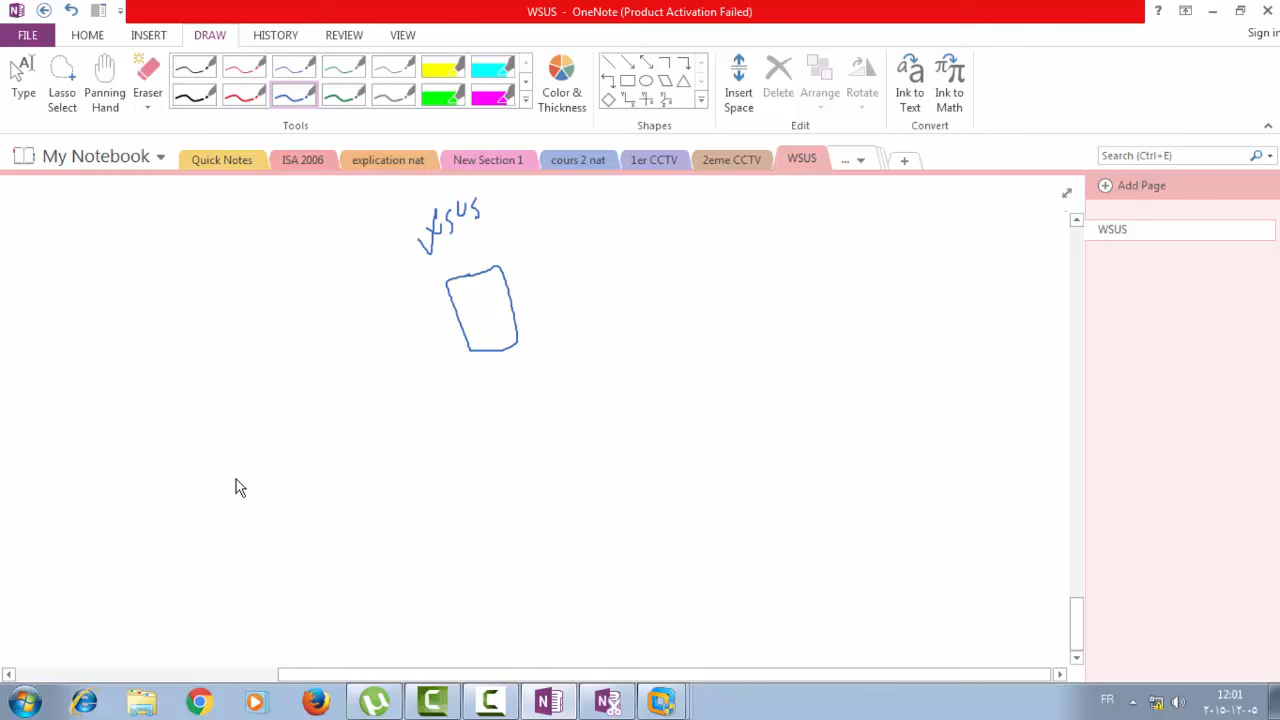 WSUS - OneNote (Product Activation Failed)
?
FILE HOME INSERT DRAW HISTORY REVIEW VIEW
Sign in
Type
Lasso Select
Panning Hand
Eraser
Color & Thickness
Insert Space
Delete
Arrange
Rotate
Ink to Text
Ink to Math
Tools
Shapes
Edit
Convert
My Notebook
Quick Notes
ISA 2006
explication nat
New Section 1
cours 2 nat
1er CCTV
2eme CCTV
WSUS
...
Search (Ctrl+E)
Add Page
WSUS
WSUS
FR
12:01
٢٠١٥-١٢-٠٥